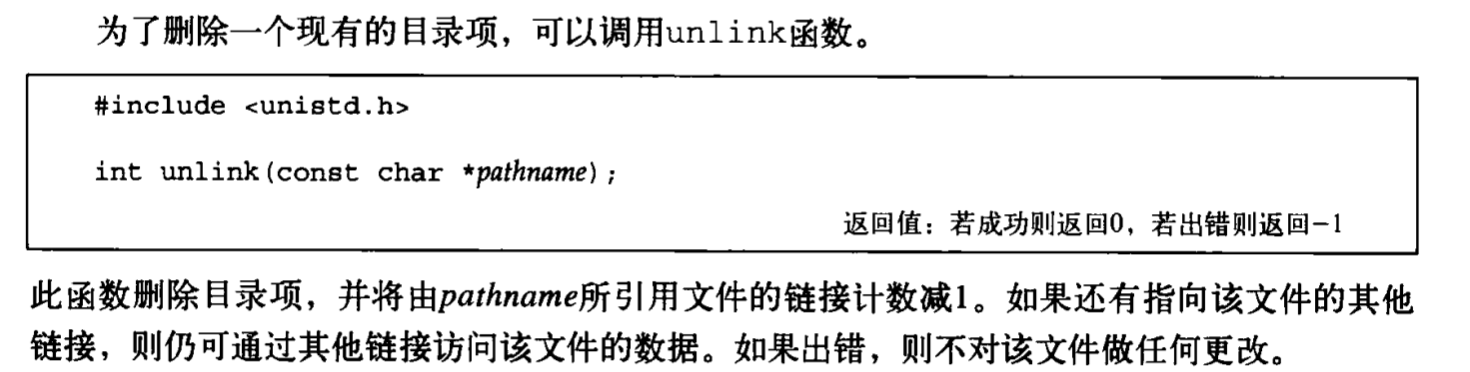 为了删除一个现有的目录项，可以调用unlink函数。
#include <unistd.h>
int unlink(const char *pathname);
返回值：若成功则返回0，若出错则返回-1
此函数删除目录项，并将由pathname所引用文件的链接计数减1。如果还有指向该文件的其他
链接，则仍可通过其他链接访问该文件的数据。如果出错，则不对该文件做任何更改。